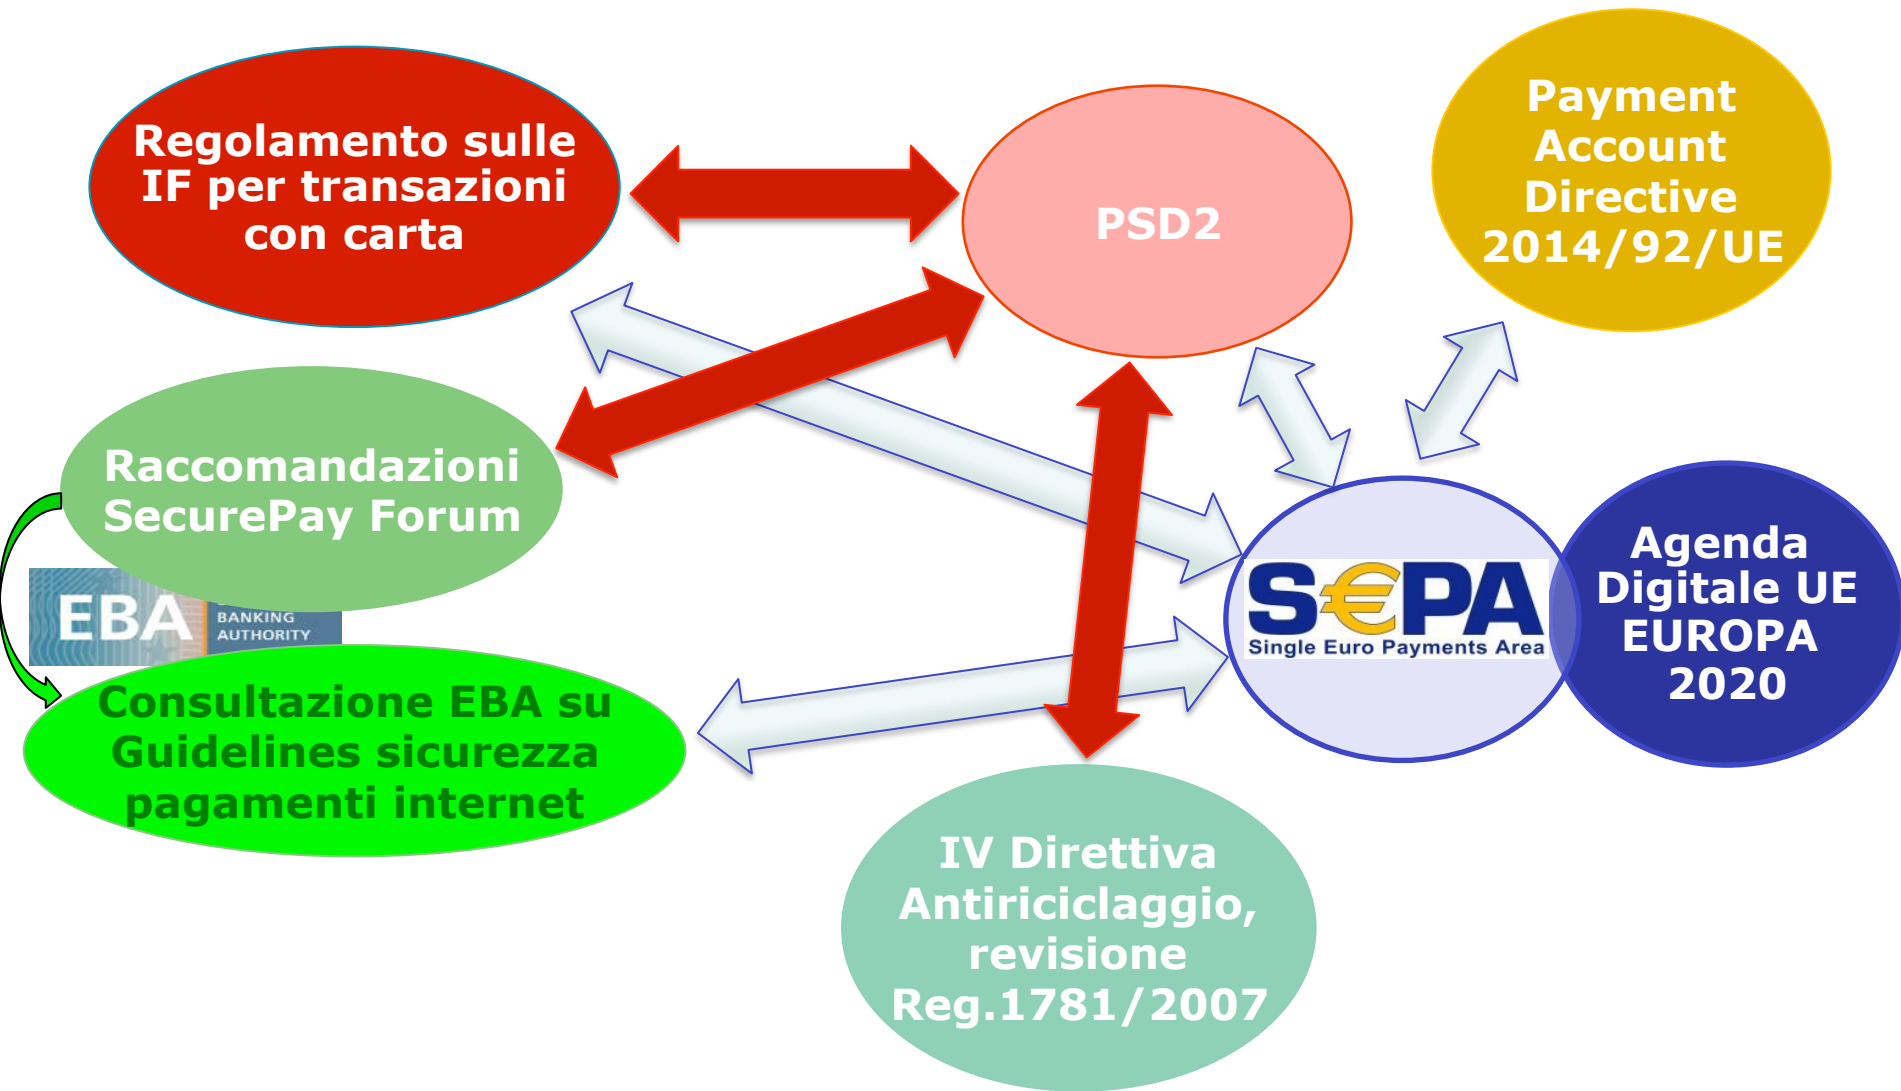 Regolamento sulle
IF per transazioni
con carta
PSD2
Payment
Account
Directive
2014/92/UE
Raccomandazioni
SecurePay Forum
EBA
BANKING
AUTHORITY
Consultazione EBA su
Guidelines sicurezza
pagamenti internet
S€PA
Single Euro Payments Area
Agenda
Digitale UE
EUROPA
2020
IV Direttiva
Antiriciclaggio,
revisione
Reg.1781/2007